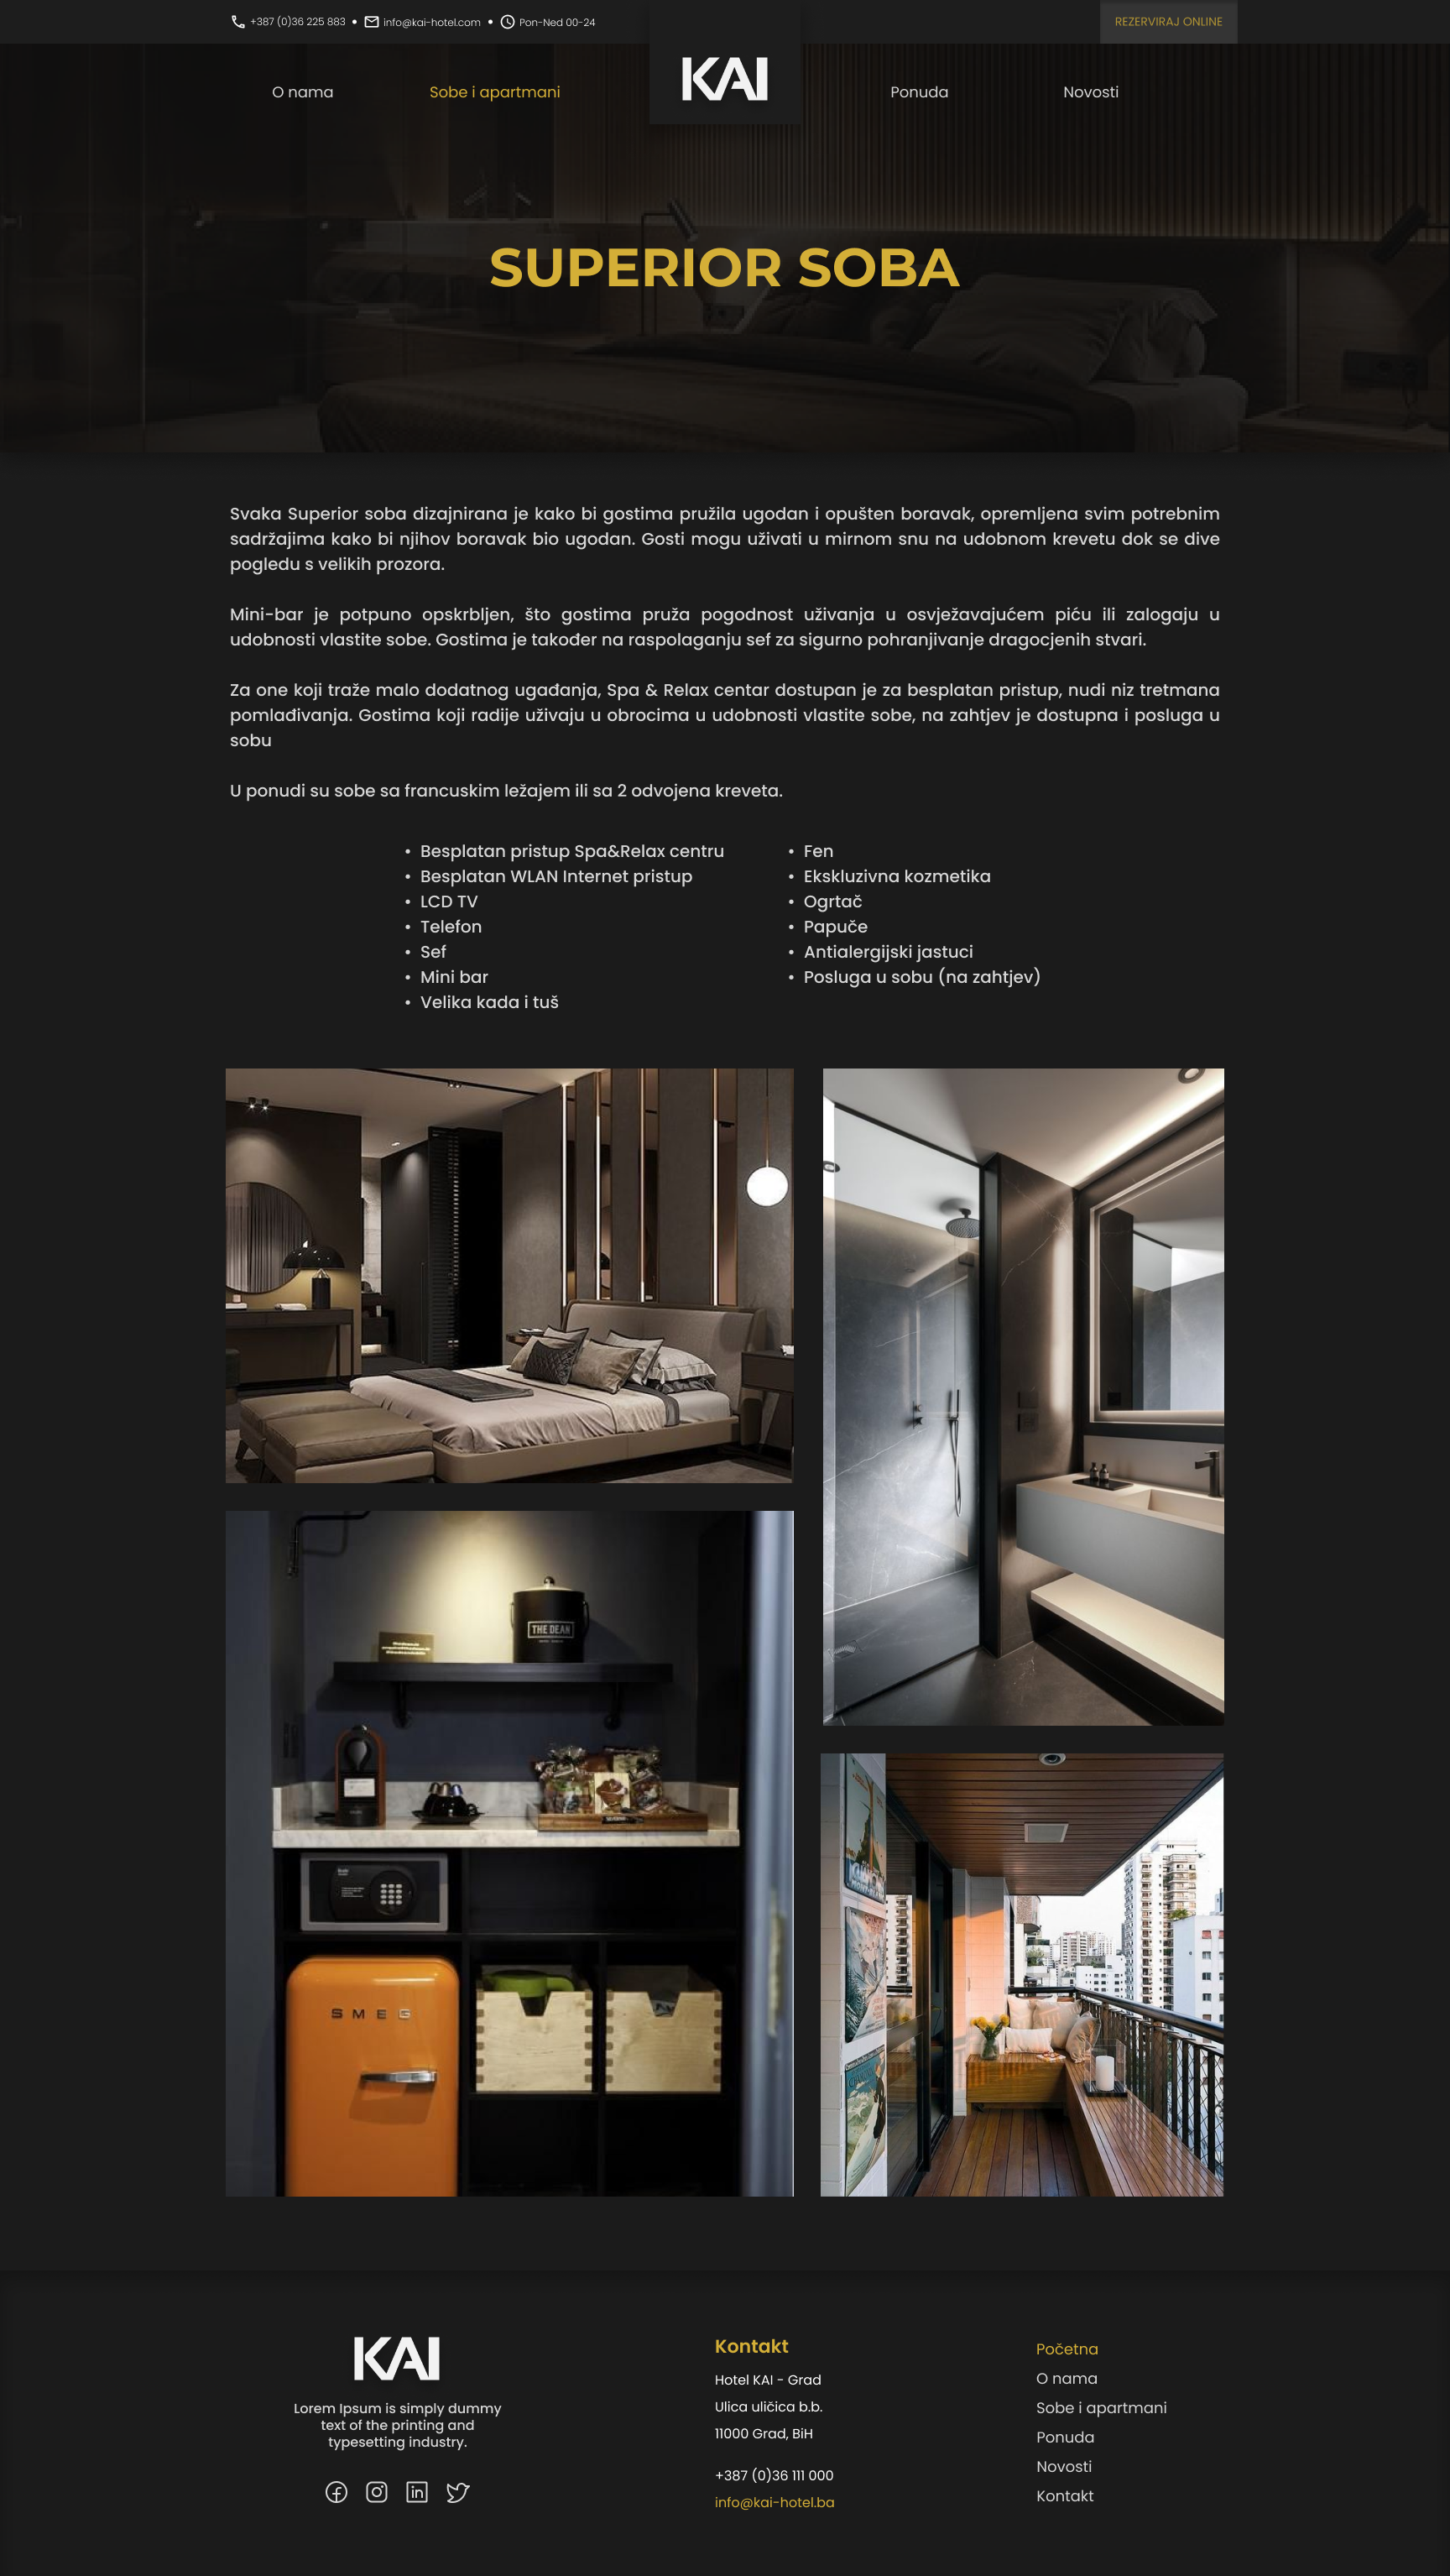 +387 (0)36 225 883 • info@kai-hotel.com • Pon-Ned 00-24
REZERVIRAJ ONLINE
O nama
Sobe i apartmani
KAI
Ponuda
Novosti
SUPERIOR SOBA
Svaka Superior soba dizajnirana je kako bi gostima pružila ugodan i opušten boravak, opremljena svim potrebnim
sadržajima kako bi njihov boravak bio ugodan. Gosti mogu uživati u mirnom snu na udobnom krevetu dok se dive
pogledu s velikih prozora.
Mini-bar je potpuno opskrbljen, što gostima pruža pogodnost uživanja u osvježavajućem piću ili zalogaju u
udobnosti vlastite sobe. Gostima je također na raspolaganju sef za sigurno pohranjivanje dragocjenih stvari.
Za one koji traže malo dodatnog ugađanja, Spa & Relax centar dostupan je za besplatan pristup, nudi niz tretmana
pomlađivanja. Gostima koji radije uživaju u obrocima u udobnosti vlastite sobe, na zahtjev je dostupna i posluga u
sobu
U ponudi su sobe sa francuskim ležajem ili sa 2 odvojena kreveta.
• Besplatan pristup Spa&Relax centru
• Besplatan WLAN Internet pristup
• LCD TV
• Telefon
• Sef
• Mini bar
• Velika kada i tuš
• Fen
• Ekskluzivna kozmetika
• Ogrtač
• Papuče
• Antialergijski jastuci
• Posluga u sobu (na zahtjev)
THE DEAN
SMEG
KAI
Lorem Ipsum is simply dummy
text of the printing and
typesetting industry.
Kontakt
Hotel KAI - Grad
Ulica uličica b.b.
11000 Grad, BiH
+387 (0)36 111 000
info@kai-hotel.ba
Početna
O nama
Sobe i apartmani
Ponuda
Novosti
Kontakt